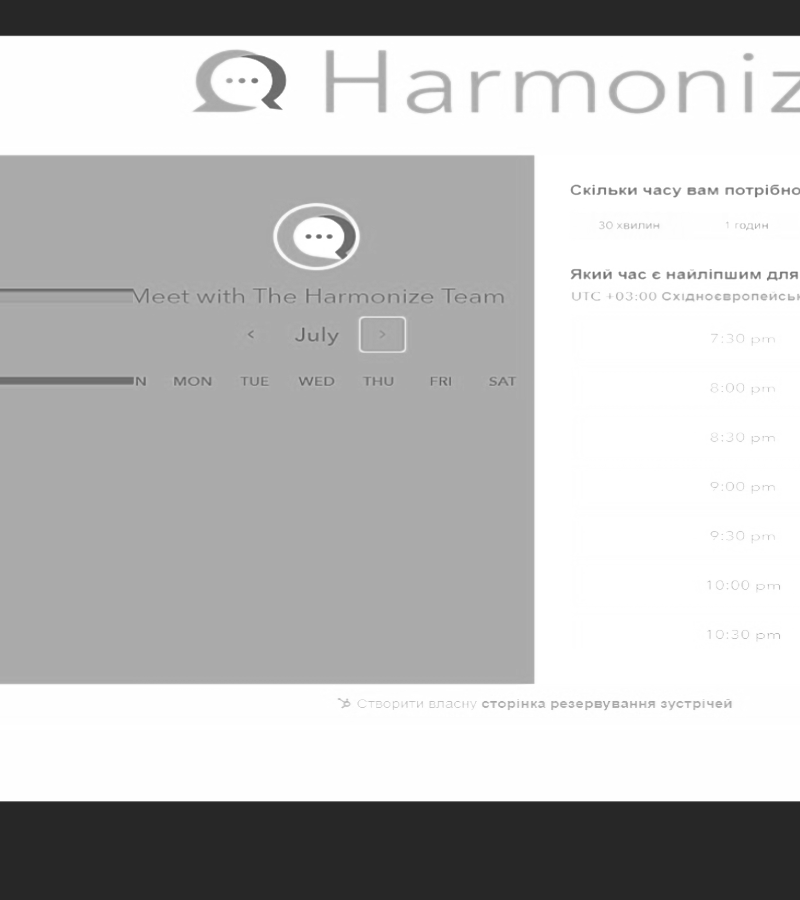 Harmoniz
Meet with The Harmonize Team
July
N MON TUE WED THU FRI SAT
Скільки часу вам потрібно
30 хвилин 1 годин
Який час є найліпшим для
UTC +03:00 Східноєвропейськ
7:30 pm
8:00 pm
8:30 pm
9:00 pm
9:30 pm
10:00 pm
10:30 pm
Створити власну сторінка резервування зустрічей